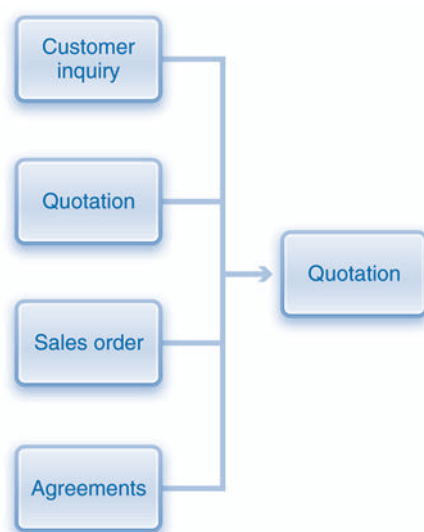 Customer
inquiry
Quotation
Quotation
Sales order
Agreements